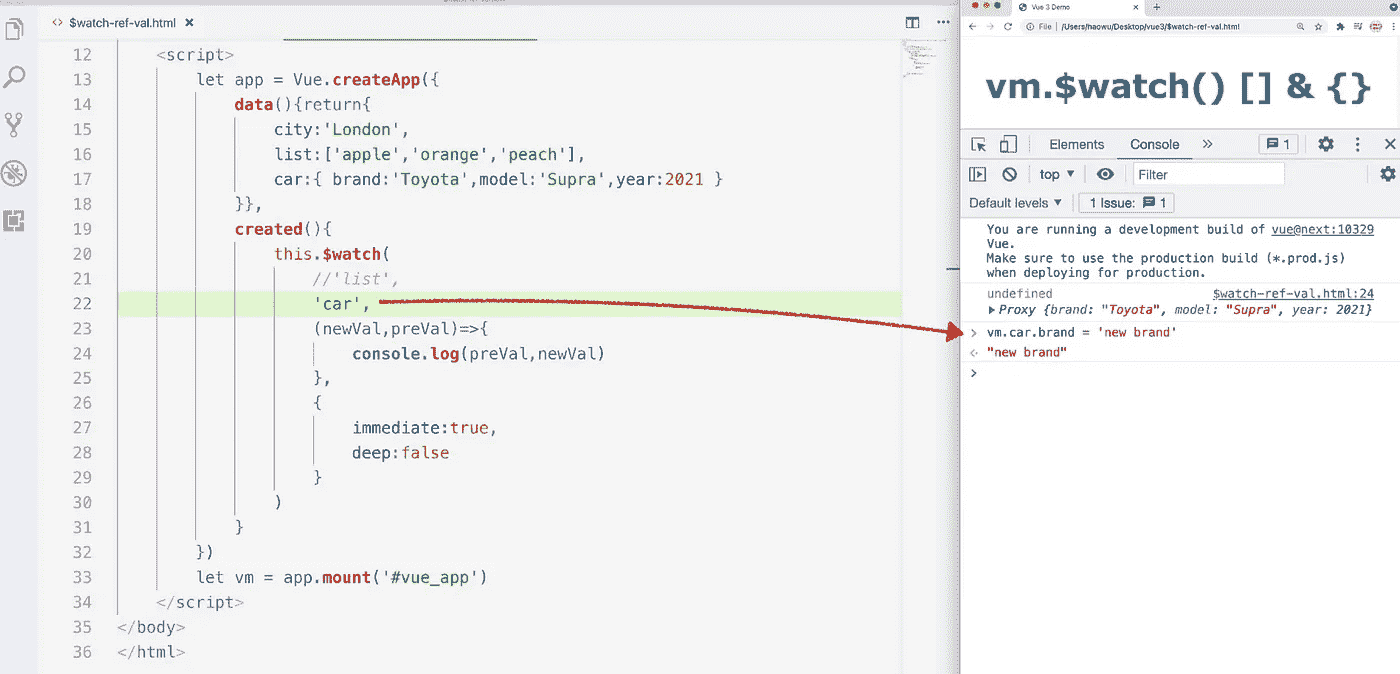 $watch-ref-val.html
12 <script>
13 let app = Vue.createApp({
14 data(){return{
15 city:'London',
16 list:['apple','orange','peach'],
17 car:{ brand:'Toyota',model:'Supra',year:2021 }
18 }},
19 created(){
20 this.$watch(
21 //'list',
22 'car',
23 (newVal,preVal)=>{
24 console.log(preVal,newVal)
25 },
26 {
27 immediate:true,
28 deep:false
29 }
30 )
31 }
32 })
33 let vm = app.mount('#vue_app')
34 </script>
35 </body>
36 </html>
Vue 3 Demo
File | /Users/haowu/Desktop/vue3/$watch-ref-val.html
vm.$watch() [] & {}
Elements Console 1
top Filter
Default levels 1 Issue: 1
You are running a development build of vue@next:10329
Vue.
Make sure to use the production build (*.prod.js)
when deploying for production.
undefined $watch-ref-val.html:24
Proxy {brand: "Toyota", model: "Supra", year: 2021}
> vm.car.brand = 'new brand'
"new brand"
>